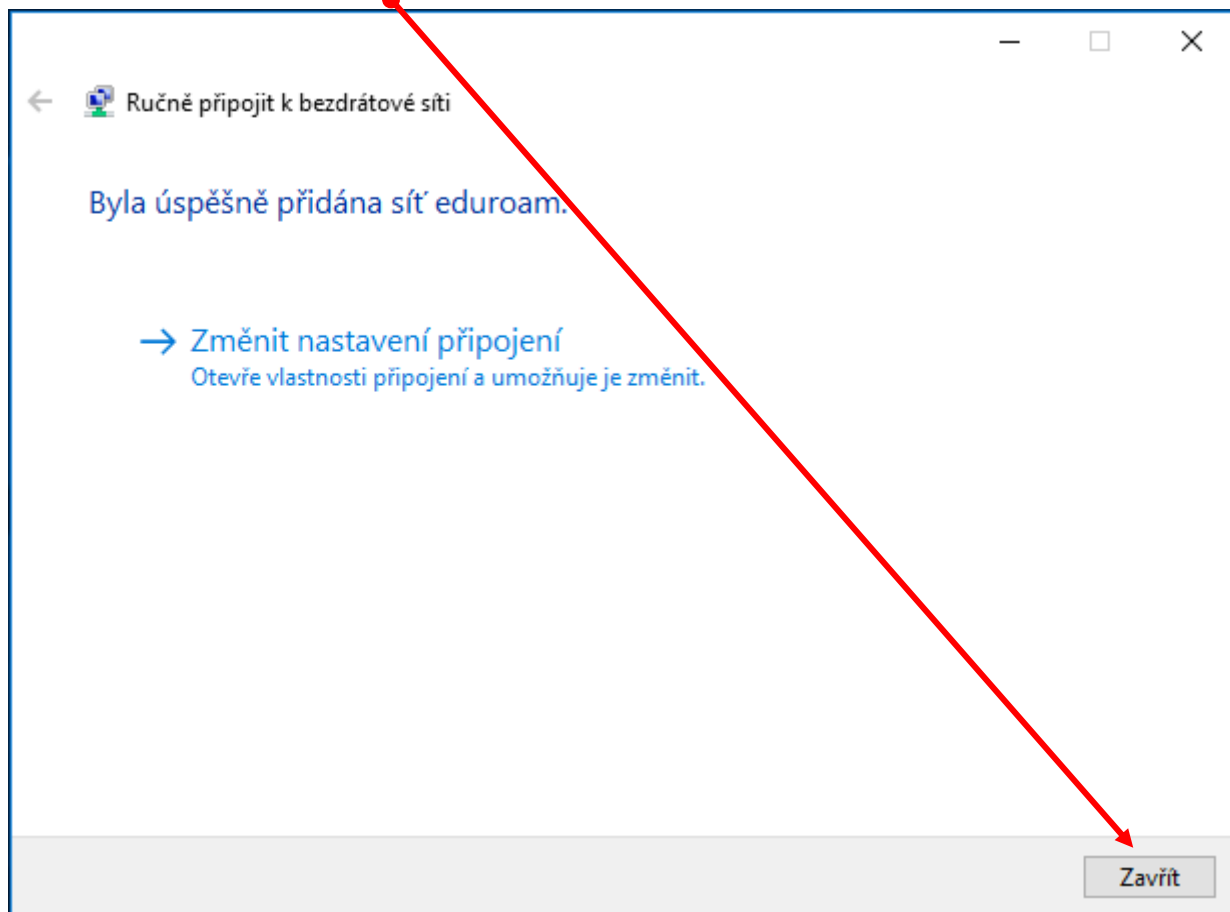 Ručně připojit k bezdrátové síti
Byla úspěšně přidána síť eduroam.
Změnit nastavení připojení
Otevře vlastnosti připojení a umožňuje je změnit.
Zavřít